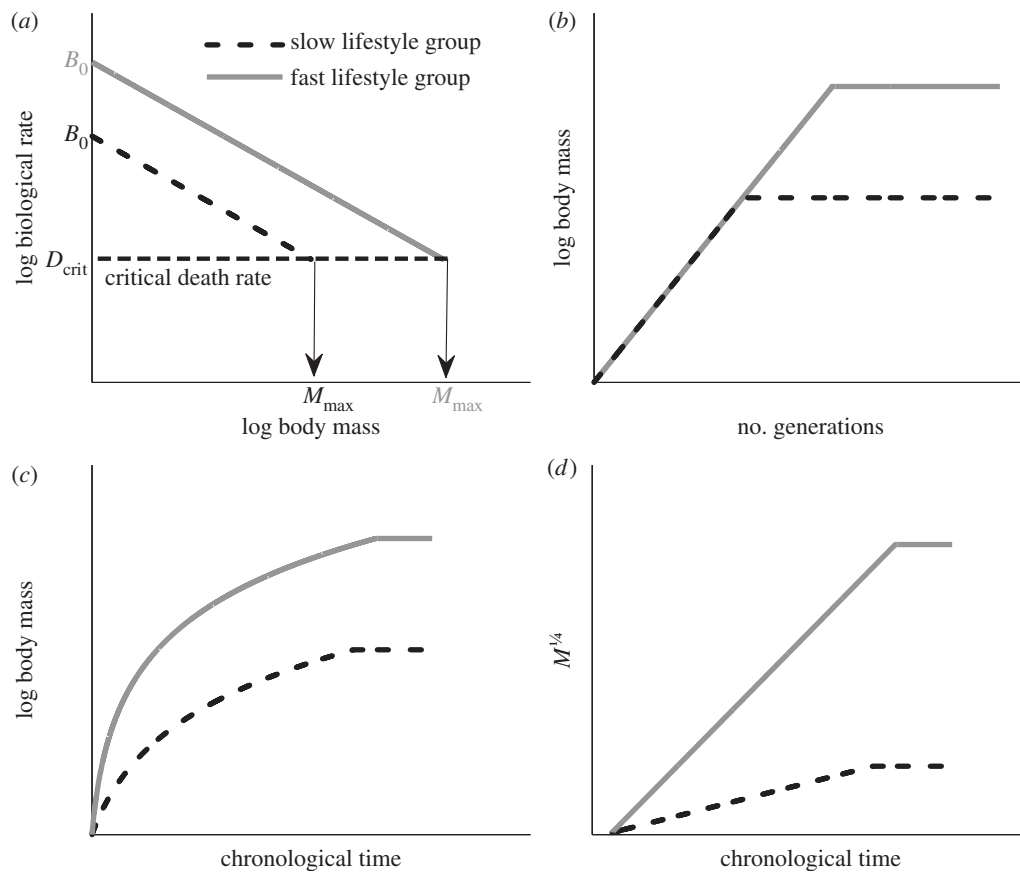 (a)
slow lifestyle group
fast lifestyle group
B0
B0
Dcrit
critical death rate
log biological rate
Mmax
Mmax
log body mass
(b)
log body mass
no. generations
(c)
log body mass
chronological time
(d)
M¼
chronological time